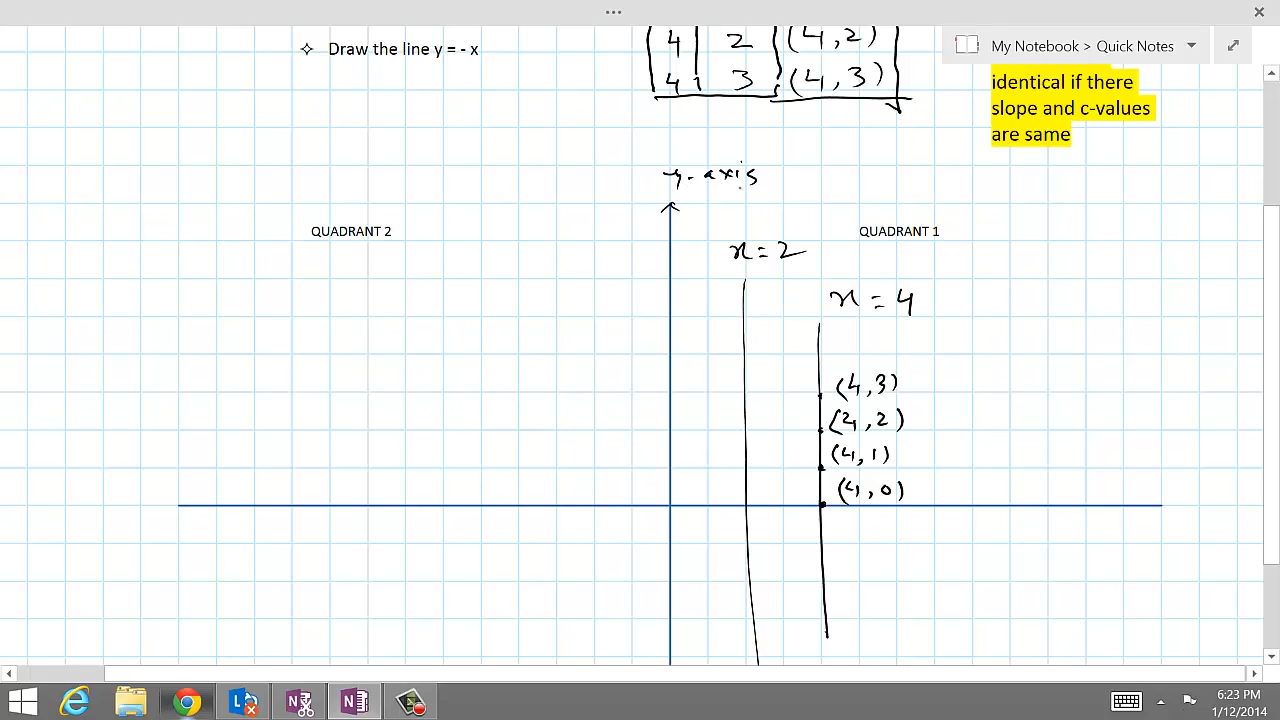 ✧ Draw the line y = - x
4 2 (4,2)
4 3 (4,3)
My Notebook > Quick Notes
identical if there
slope and c-values
are same
y-axis
QUADRANT 2
QUADRANT 1
x = 2
x = 4
(4,3)
(4,2)
(4,1)
(4,0)
6:23 PM
1/12/2014